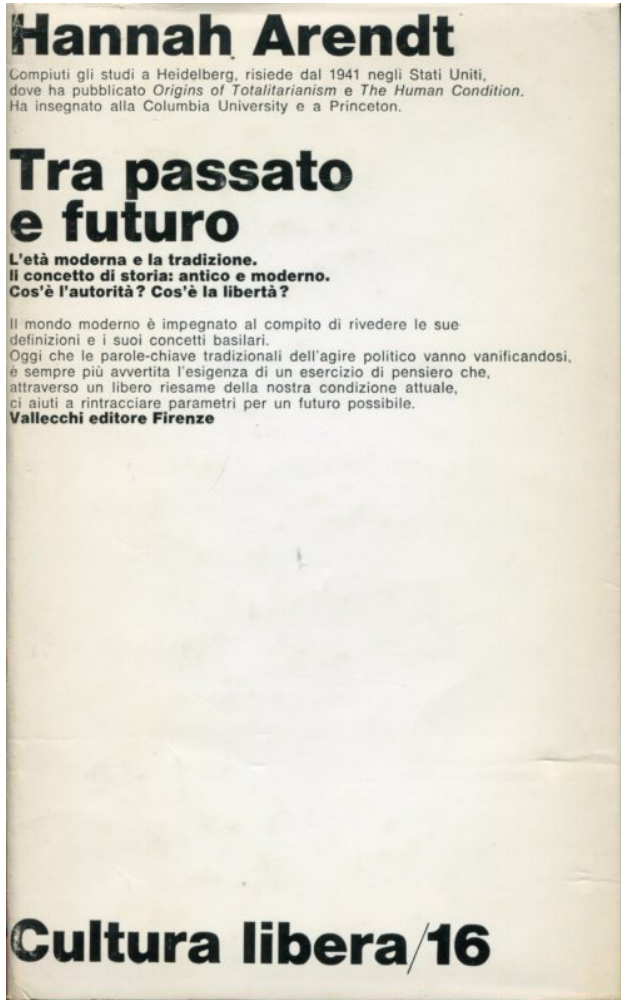 Hannah Arendt
Compiuti gli studi a Heidelberg, risiede dal 1941 negli Stati Uniti,
dove ha pubblicato Origins of Totalitarianism e The Human Condition.
Ha insegnato alla Columbia University e a Princeton.
Tra passato
e futuro
L'età moderna e la tradizione.
Il concetto di storia: antico e moderno.
Cos'è l'autorità? Cos'è la libertà?
Il mondo moderno è impegnato al compito di rivedere le sue
definizioni e i suoi concetti basilari.
Oggi che le parole-chiave tradizionali dell'agire politico vanno vanificandosi,
è sempre più avvertita l'esigenza di un esercizio di pensiero che,
attraverso un libero riesame della nostra condizione attuale,
ci aiuti a rintracciare parametri per un futuro possibile.
Vallecchi editore Firenze
Cultura libera/16